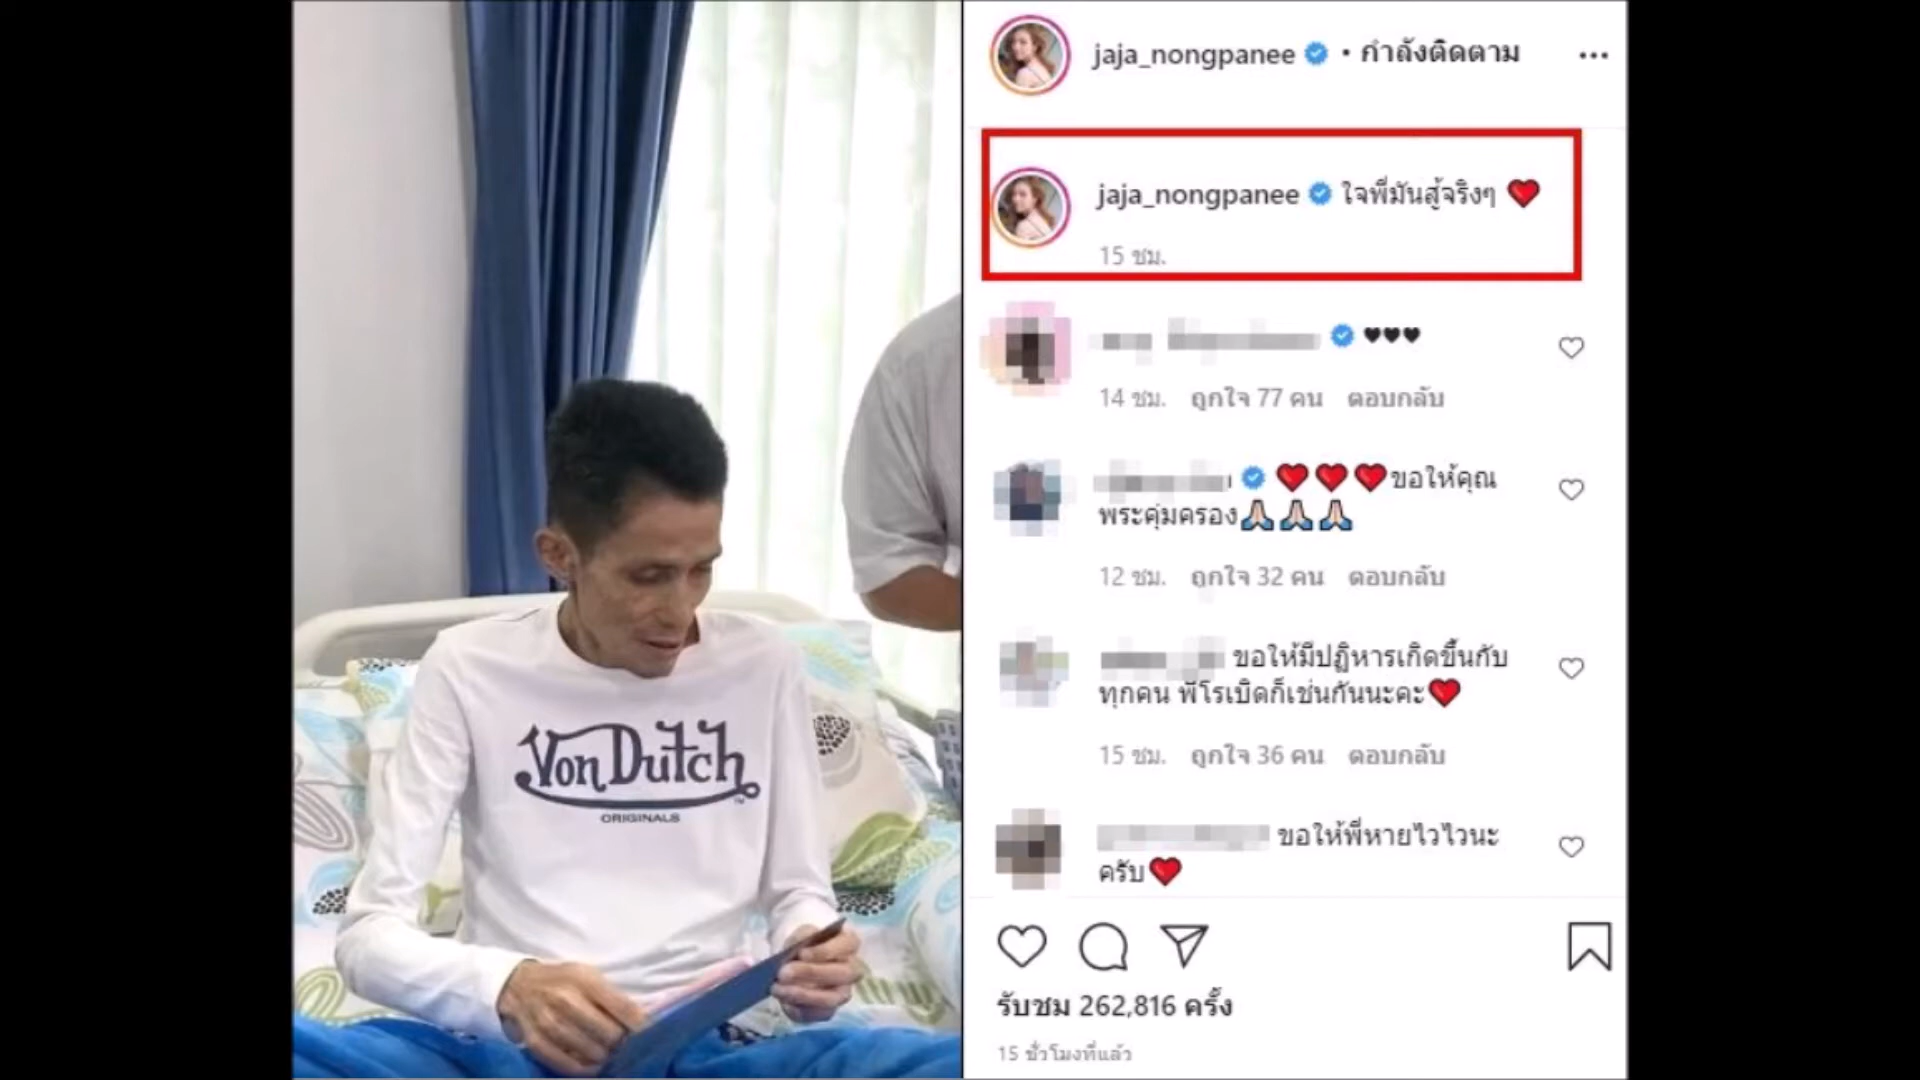 jaja_nongpanee • กำลังติดตาม
jaja_nongpanee ใจพี่มันสู้จริงๆ ❤️
15 ชม.
🖤🖤🖤
14 ชม. ถูกใจ 77 คน ตอบกลับ
❤️❤️❤️ขอให้คุณ
พระคุ่มครอง🙏🏻🙏🏻🙏🏻
12 ชม. ถูกใจ 32 คน ตอบกลับ
ขอให้มีปฏิหารเกิดขึ้นกับ
ทุกคน พี่โรเบิดก็เช่นกันนะคะ❤️
15 ชม. ถูกใจ 36 คน ตอบกลับ
ขอให้พี่หายไวไวนะ
ครับ❤️
รับชม 262,816 ครั้ง
15 ชั่วโมงที่แล้ว
Von Dutch
ORIGINALS